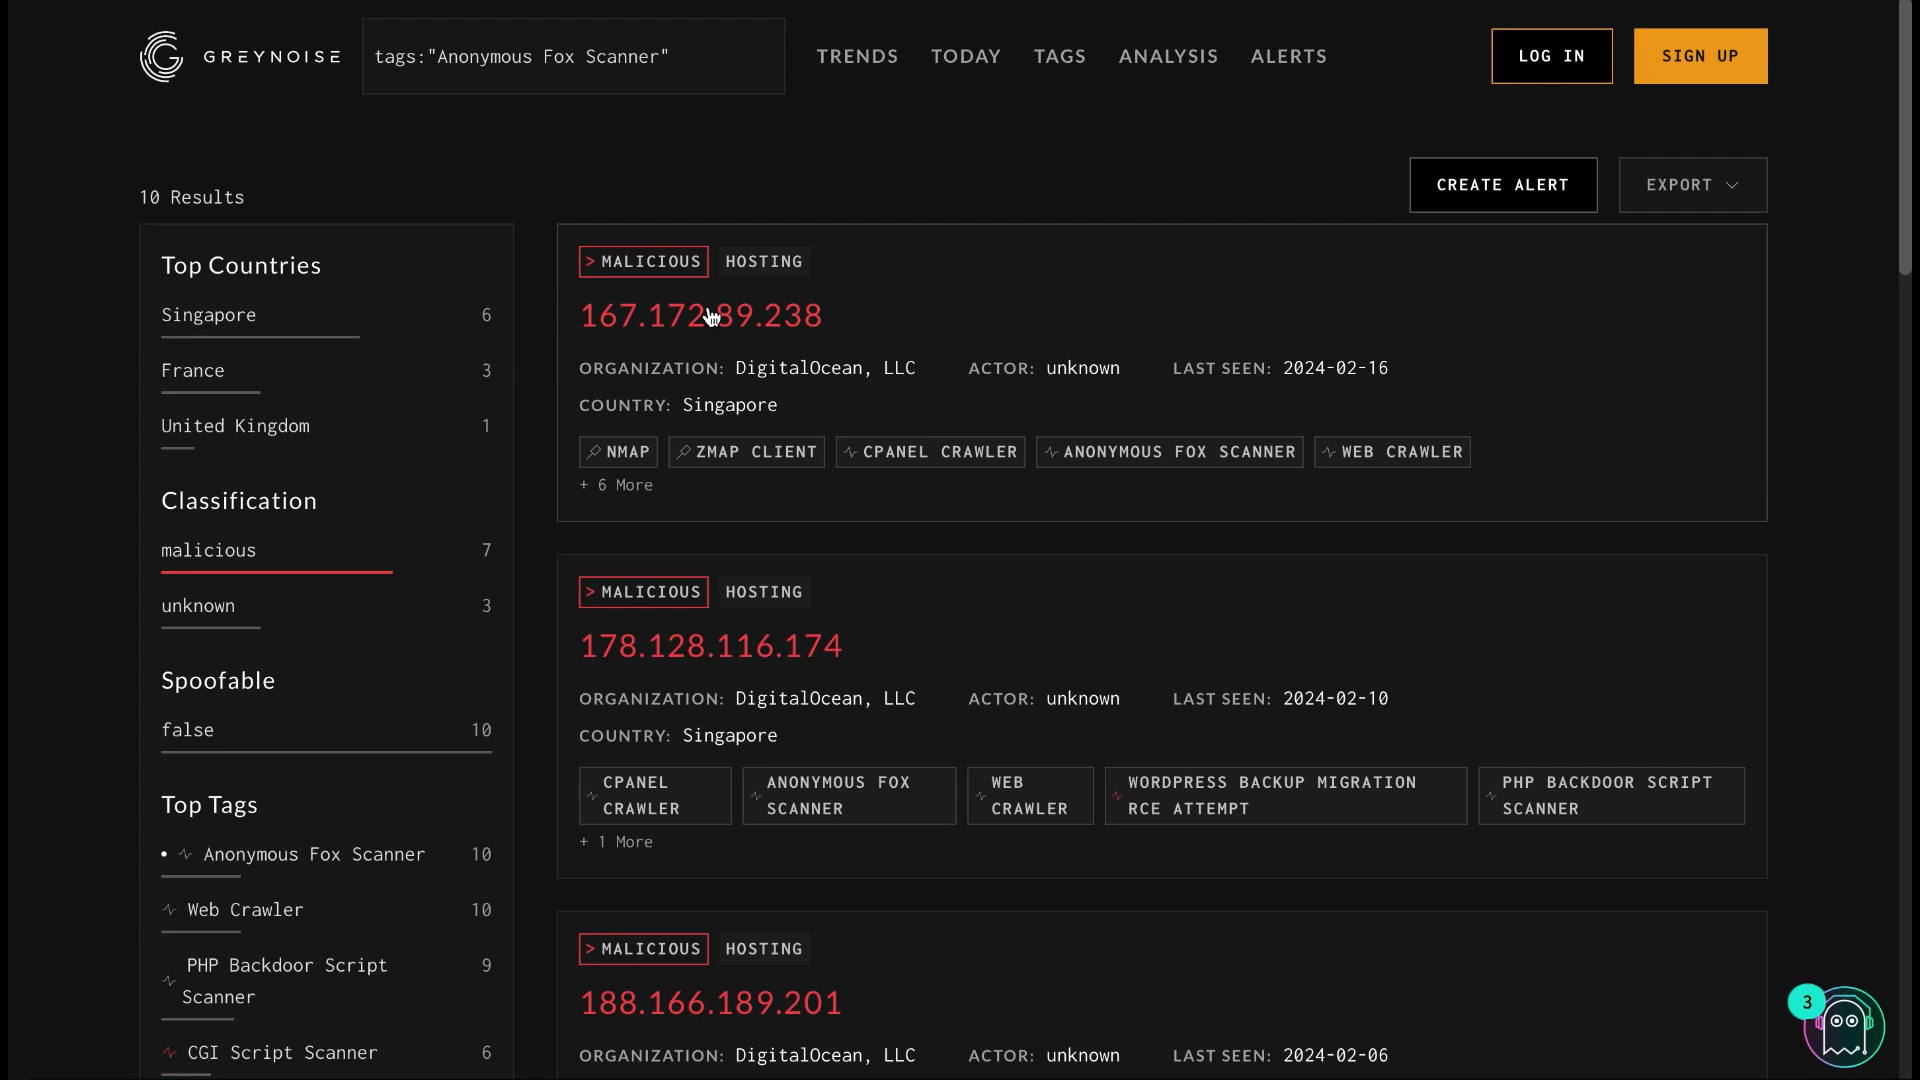 GREYNOISE
tags:"Anonymous Fox Scanner"
TRENDS TODAY TAGS ANALYSIS ALERTS
LOG IN
SIGN UP
10 Results
CREATE ALERT
EXPORT
Top Countries
Singapore 6
France 3
United Kingdom 1
Classification
malicious 7
unknown 3
Spoofable
false 10
Top Tags
• Anonymous Fox Scanner 10
Web Crawler 10
PHP Backdoor Script 9
Scanner
CGI Script Scanner 6
> MALICIOUS HOSTING
167.172.89.238
ORGANIZATION: DigitalOcean, LLC ACTOR: unknown LAST SEEN: 2024-02-16
COUNTRY: Singapore
NMAP ZMAP CLIENT CPANEL CRAWLER ANONYMOUS FOX SCANNER WEB CRAWLER
+ 6 More
> MALICIOUS HOSTING
178.128.116.174
ORGANIZATION: DigitalOcean, LLC ACTOR: unknown LAST SEEN: 2024-02-10
COUNTRY: Singapore
CPANEL CRAWLER
ANONYMOUS FOX SCANNER
WEB CRAWLER
WORDPRESS BACKUP MIGRATION RCE ATTEMPT
PHP BACKDOOR SCRIPT SCANNER
+ 1 More
> MALICIOUS HOSTING
188.166.189.201
ORGANIZATION: DigitalOcean, LLC ACTOR: unknown LAST SEEN: 2024-02-06
3